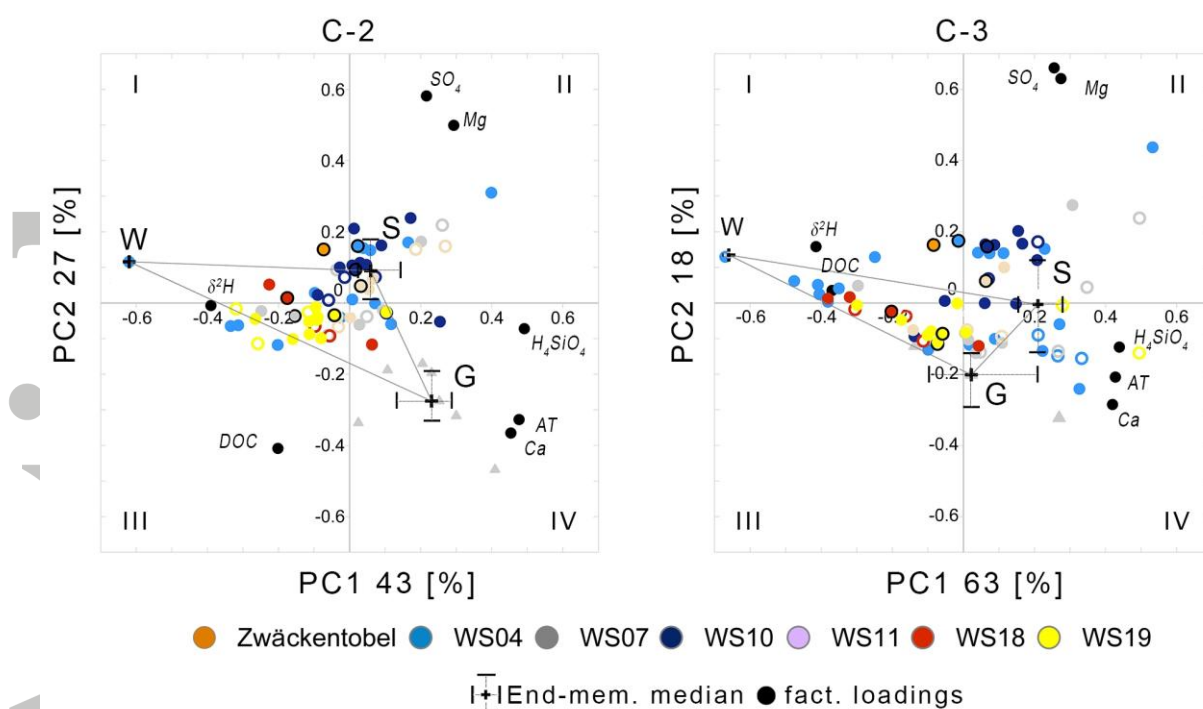 C-2
C-3
I
II
I
II
SO4
Mg
SO4
Mg
0.6
0.4
0.2
0
-0.2
-0.4
-0.6
0.6
0.4
0.2
0
-0.2
-0.4
-0.6
PC2 27 [%]
PC2 18 [%]
W
S
W
S
δ²H
δ²H
DOC
-0.6
-0.4
-0.2
0.2
0.4
0.6
-0.6
-0.4
-0.2
0.2
0.4
0.6
H4SiO4
H4SiO4
G
G
AT
Ca
AT
Ca
DOC
III
IV
III
IV
PC1 43 [%]
PC1 63 [%]
Zwäckentobel WS04 WS07 WS10 WS11 WS18 WS19
End-mem. median fact. loadings